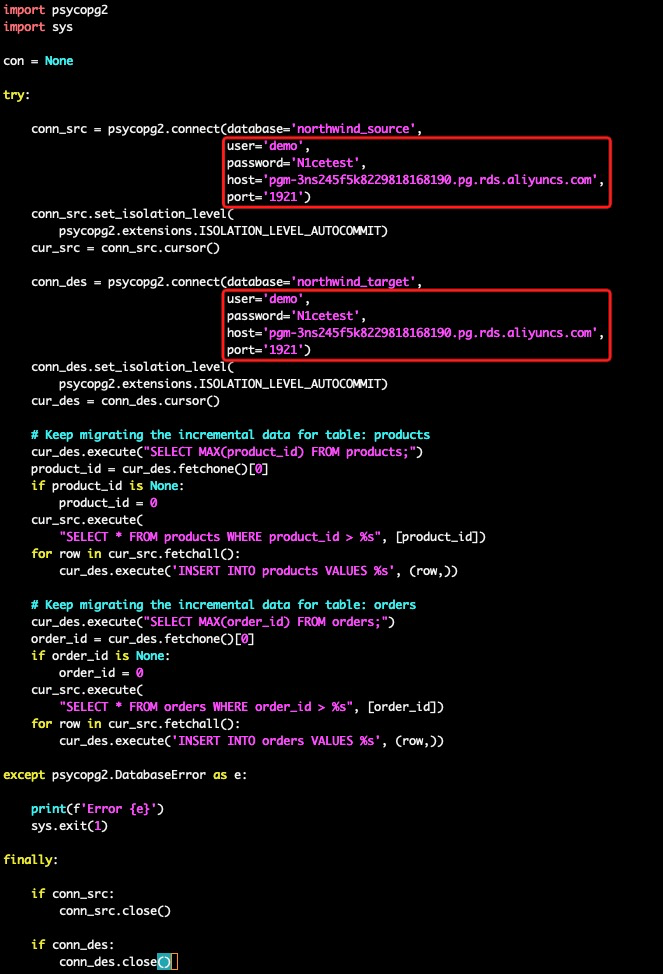 import psycopg2
import sys
con = None
try:
conn_src = psycopg2.connect(database='northwind_source',
user='demo',
password='N1cetest',
host='pgm-3ns245f5k8229818168190.pg.rds.aliyuncs.com',
port='1921')
conn_src.set_isolation_level(
psycopg2.extensions.ISOLATION_LEVEL_AUTOCOMMIT)
cur_src = conn_src.cursor()
conn_des = psycopg2.connect(database='northwind_target',
user='demo',
password='N1cetest',
host='pgm-3ns245f5k8229818168190.pg.rds.aliyuncs.com',
port='1921')
conn_des.set_isolation_level(
psycopg2.extensions.ISOLATION_LEVEL_AUTOCOMMIT)
cur_des = conn_des.cursor()
# Keep migrating the incremental data for table: products
cur_des.execute("SELECT MAX(product_id) FROM products;")
product_id = cur_des.fetchone()[0]
if product_id is None:
product_id = 0
cur_src.execute(
"SELECT * FROM products WHERE product_id > %s", [product_id])
for row in cur_src.fetchall():
cur_des.execute('INSERT INTO products VALUES %s', (row,))
# Keep migrating the incremental data for table: orders
cur_des.execute("SELECT MAX(order_id) FROM orders;")
order_id = cur_des.fetchone()[0]
if order_id is None:
order_id = 0
cur_src.execute(
"SELECT * FROM orders WHERE order_id > %s", [order_id])
for row in cur_src.fetchall():
cur_des.execute('INSERT INTO orders VALUES %s', (row,))
except psycopg2.DatabaseError as e:
print(f'Error {e}')
sys.exit(1)
finally:
if conn_src:
conn_src.close()
if conn_des:
conn_des.close()